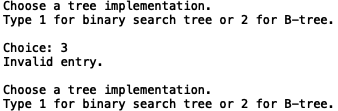 Choose a tree implementation.
Type 1 for binary search tree or 2 for B-tree.
Choice: 3
Invalid entry.
Choose a tree implementation.
Type 1 for binary search tree or 2 for B-tree.